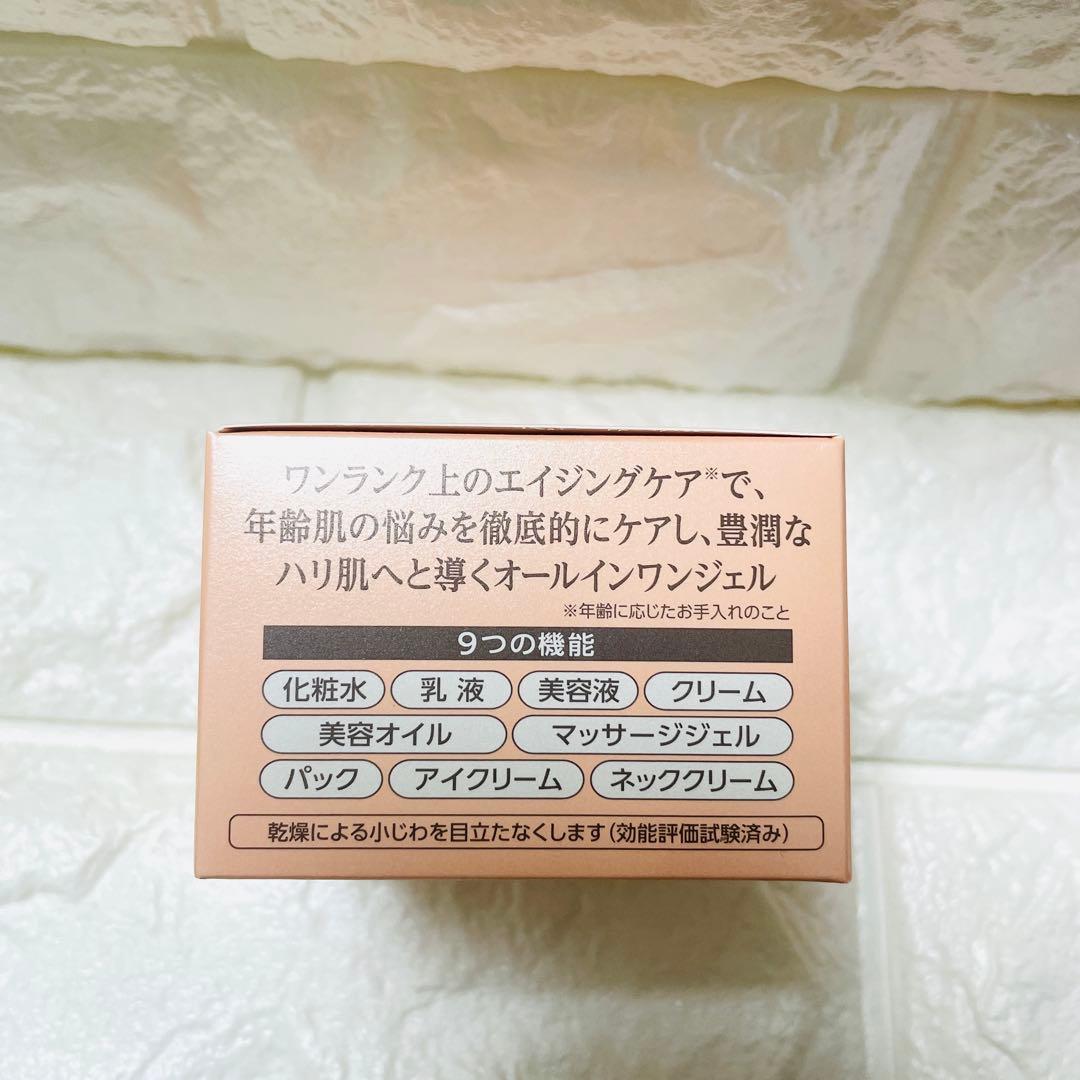 ワンランク上のエイジングケア※で、
年齢肌の悩みを徹底的にケアし、豊潤な
ハリ肌へと導くオールインワンジェル
※年齢に応じたお手入れのこと
9つの機能
化粧水 乳液 美容液 クリーム
美容オイル マッサージジェル
パック アイクリーム ネッククリーム
乾燥による小じわを目立たなくします(効能評価試験済み)